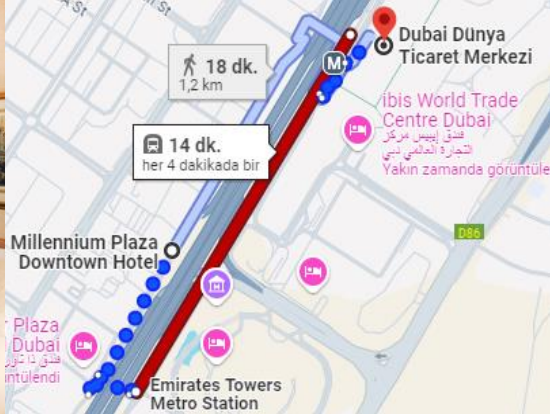 Dubai Dünya
Ticaret Merkezi
M
18 dk.
1,2 km
ibis World Trade
Centre Dubai
فندق إيبيس مركز
التجارة العالمي دبي
Yakın zamanda görüntüle
14 dk.
her 4 dakikada bir
D86
Millennium Plaza
Downtown Hotel
Plaza
Dubai
Emirates Towers
Metro Station